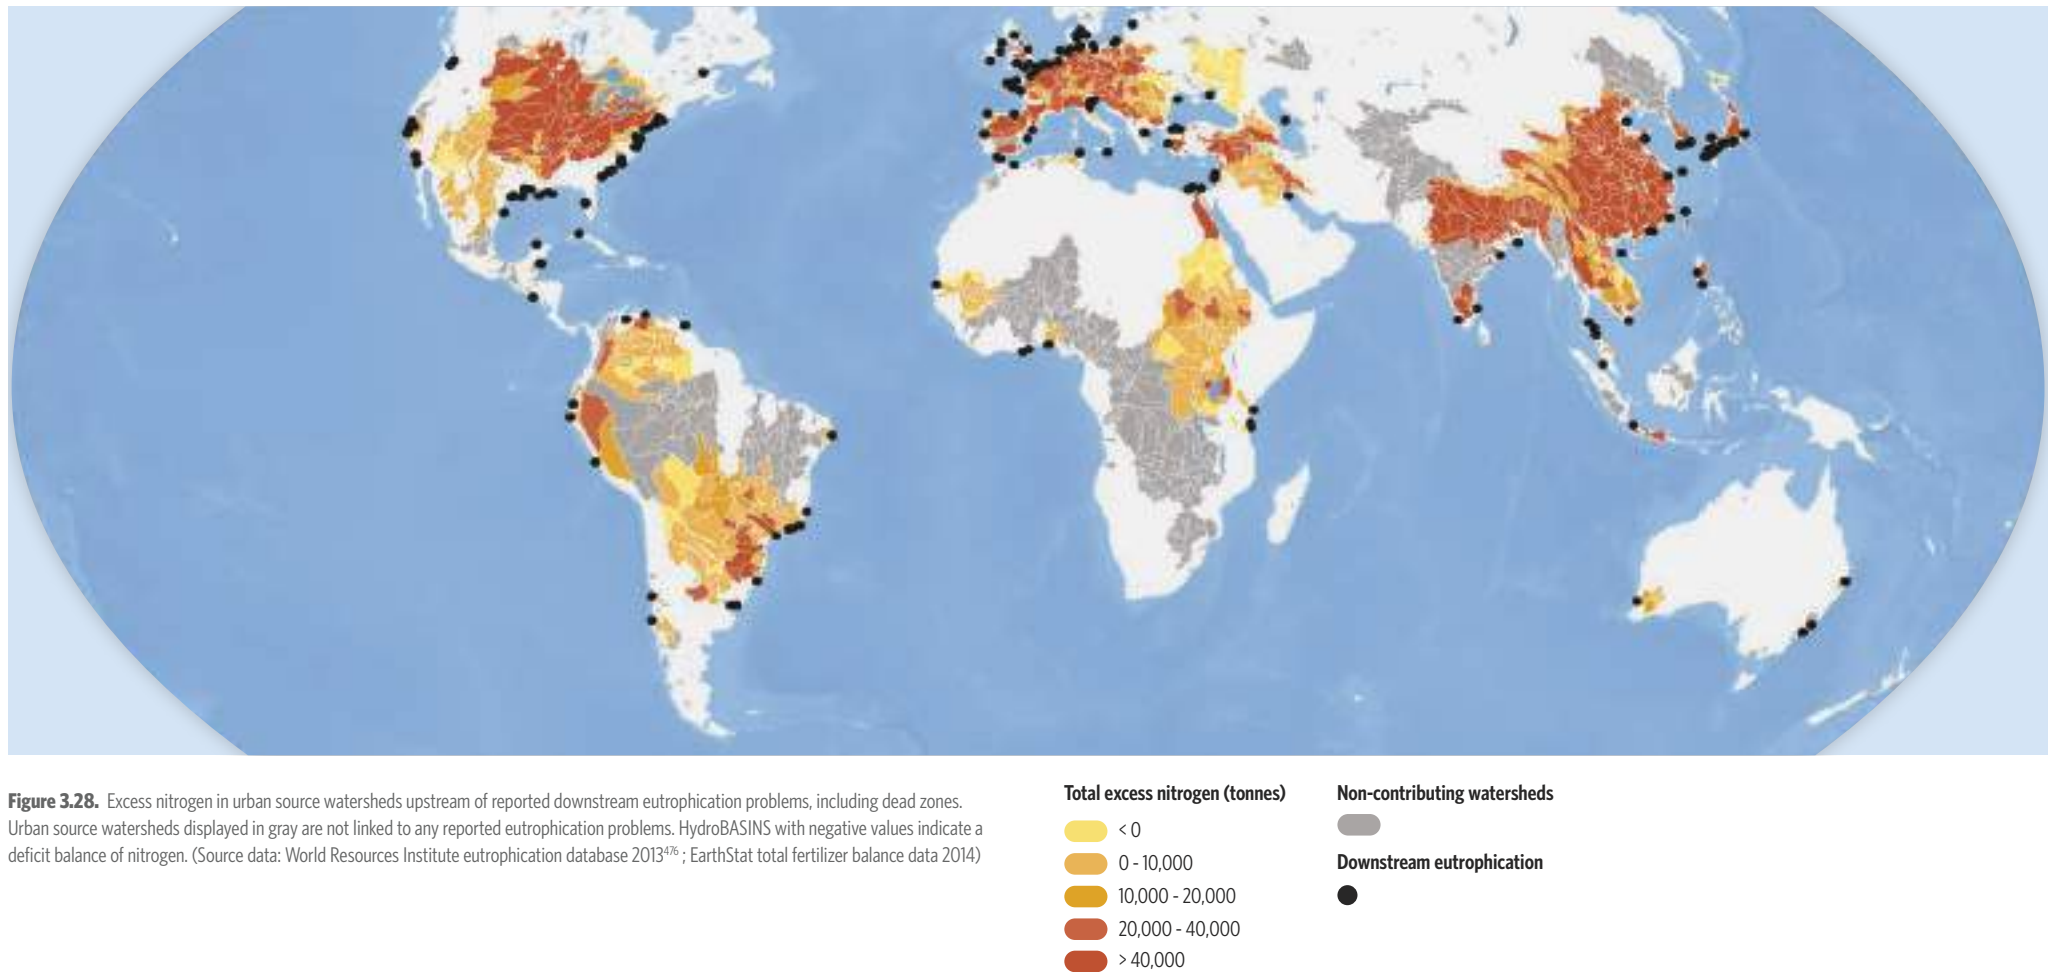 Figure 3.28. Excess nitrogen in urban source watersheds upstream of reported downstream eutrophication problems, including dead zones.
Urban source watersheds displayed in gray are not linked to any reported eutrophication problems. HydroBASINS with negative values indicate a
deficit balance of nitrogen. (Source data: World Resources Institute eutrophication database 2013⁴⁷⁶ ; EarthStat total fertilizer balance data 2014)
Total excess nitrogen (tonnes)
< 0
0 - 10,000
10,000 - 20,000
20,000 - 40,000
> 40,000
Non-contributing watersheds
Downstream eutrophication